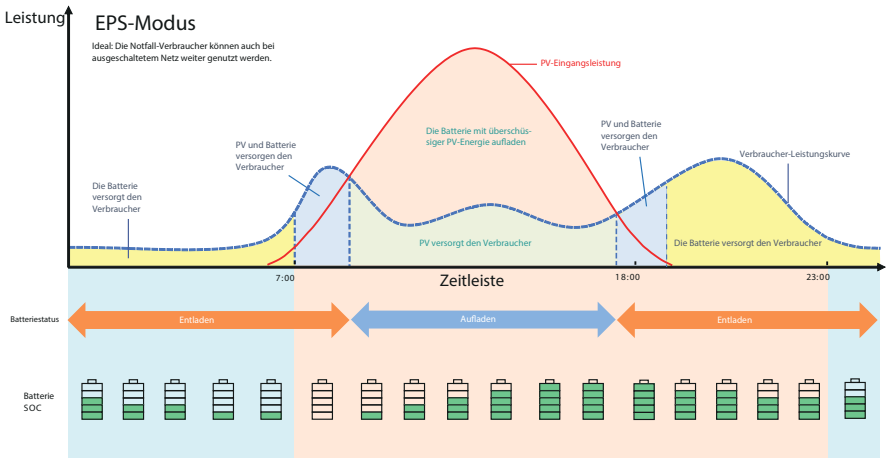 Leistung
EPS-Modus
Ideal: Die Notfall-Verbraucher können auch bei
ausgeschaltetem Netz weiter genutzt werden.
PV-Eingangsleistung
PV und Batterie
versorgen den
Verbraucher
Die Batterie mit überschüs-
siger PV-Energie aufladen
PV und Batterie
versorgen den
Verbraucher
Verbraucher-Leistungskurve
Die Batterie
versorgt den
Verbraucher
PV versorgt den Verbraucher
Die Batterie versorgt den Verbraucher
7:00
Zeitleiste
18:00
23:00
Batteriestatus
Entladen
Aufladen
Entladen
Batterie
SOC